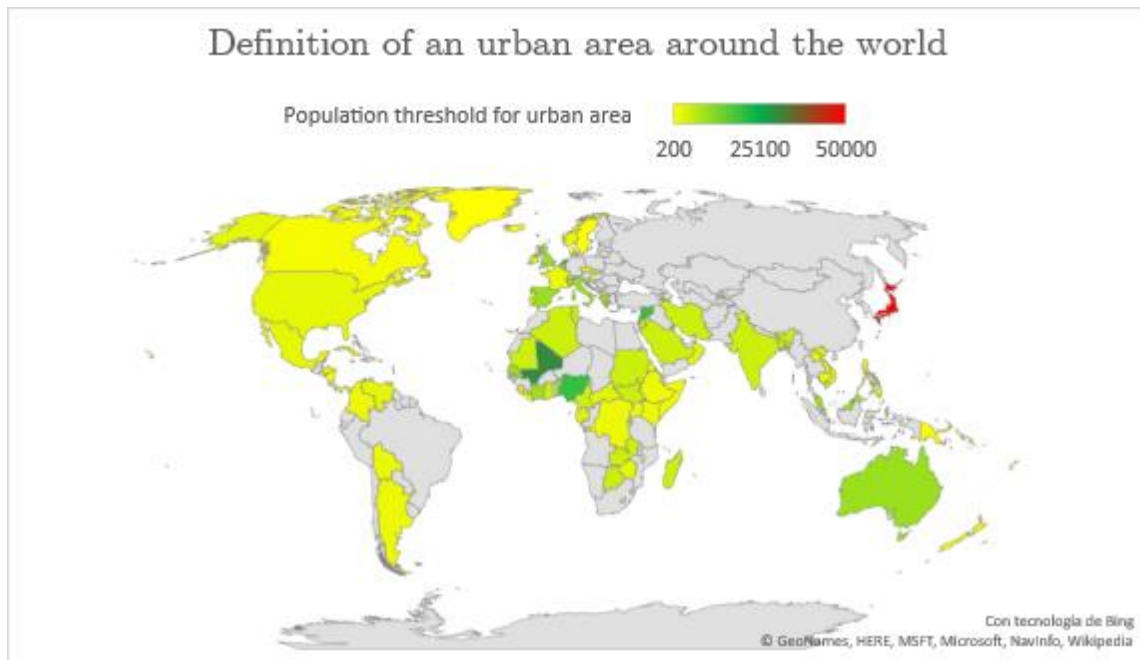 Definition of an urban area around the world
Population threshold for urban area
200 25100 50000
Con tecnología de Bing
© GeoNames, HERE, MSFT, Microsoft, NavInfo, Wikipedia